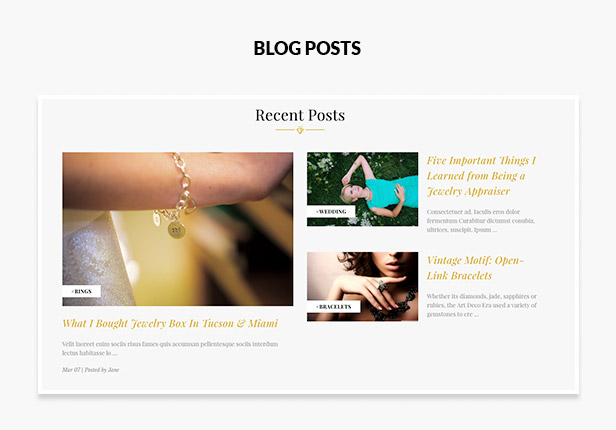 BLOG POSTS
Recent Posts
#RINGS
What I Bought Jewelry Box In Tucson & Miami
Velit laoreet enim sociis risus fames quis accumsan pellentesque sociis interdum
lectus habitasse lo ...
Mar 07 | Posted by Jane
#WEDDING
Five Important Things I
Learned from Being a
Jewelry Appraiser
Consectetuer ad. Iaculis eros dolor
fermentum Curabitur dictumst conubia,
ultrices, suscipit. Ipsum ...
#BRACELETS
Vintage Motif: Open-
Link Bracelets
Whether its diamonds, jade, sapphires or
rubies, the Art Deco Era used a variety of
gemstones to cre ...